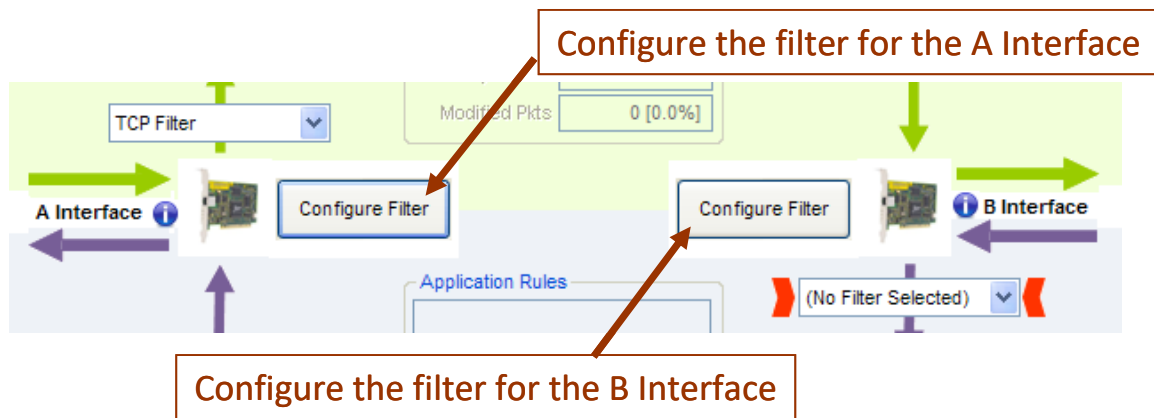 Configure the filter for the A Interface
Modified Pkts 0 [0.0%]
TCP Filter
Configure Filter
Configure Filter
A Interface
B Interface
Application Rules
(No Filter Selected)
Configure the filter for the B Interface